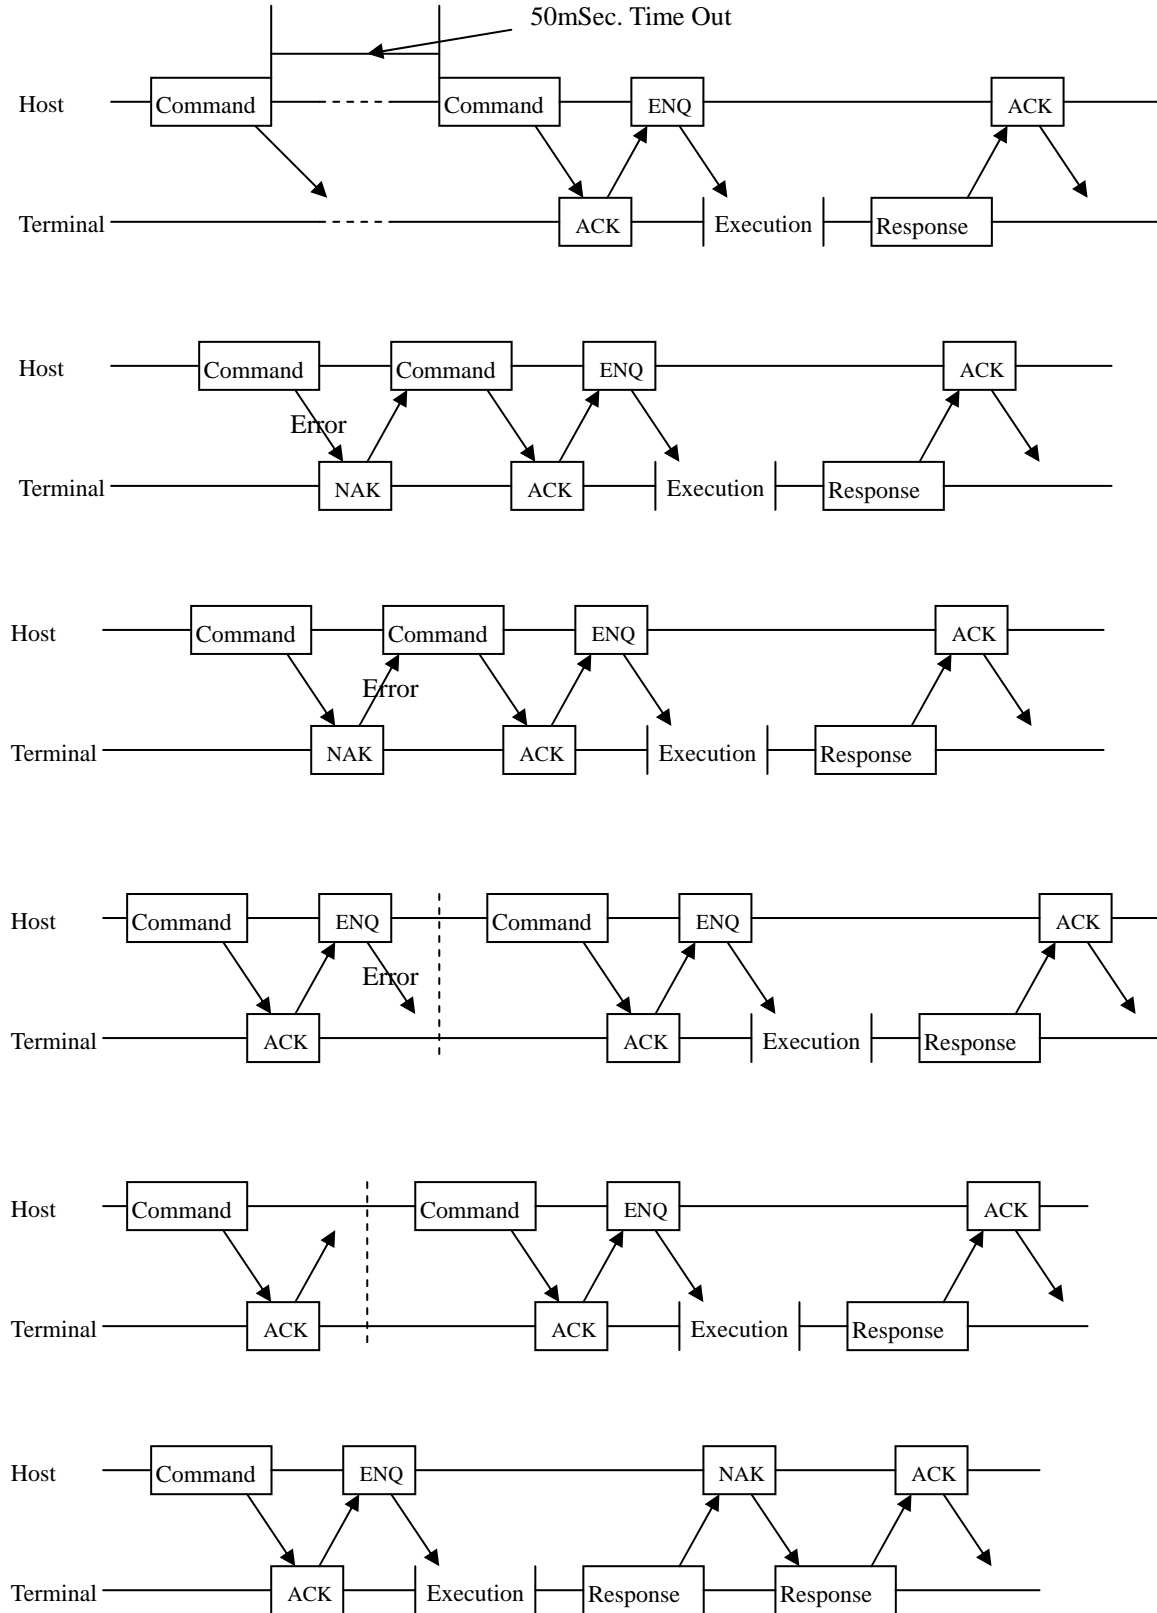 50mSec. Time Out
Host Command Command ENQ ACK
Terminal ACK Execution Response
Host Command Command ENQ ACK
Error
Terminal NAK ACK Execution Response
Host Command Command ENQ ACK
Error
Terminal NAK ACK Execution Response
Host Command ENQ Command ENQ ACK
Error
Terminal ACK ACK Execution Response
Host Command Command ENQ ACK
Terminal ACK ACK Execution Response
Host Command ENQ NAK ACK
Terminal ACK Execution Response Response